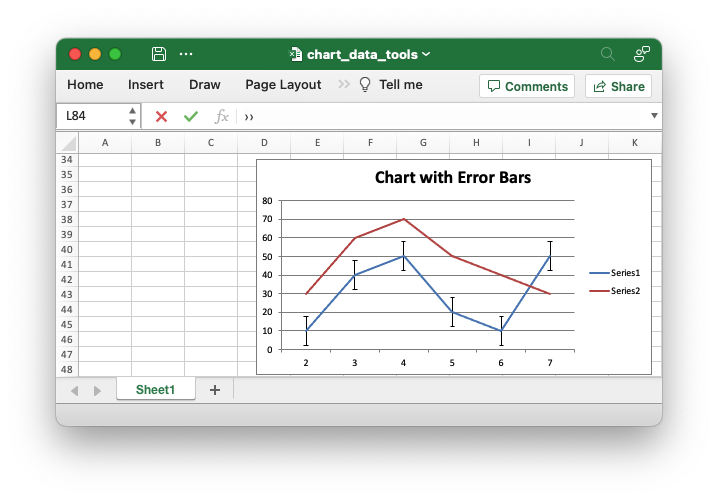 chart_data_tools
Home Insert Draw Page Layout Tell me Comments Share
L84 fx ››
A B C D E F G H I J K
34
35
36
37
38
39
40
41
42
43
44
45
46
47
48
Chart with Error Bars
80
70
60
50
40
30
20
10
0
2 3 4 5 6 7
Series1
Series2
Sheet1 +